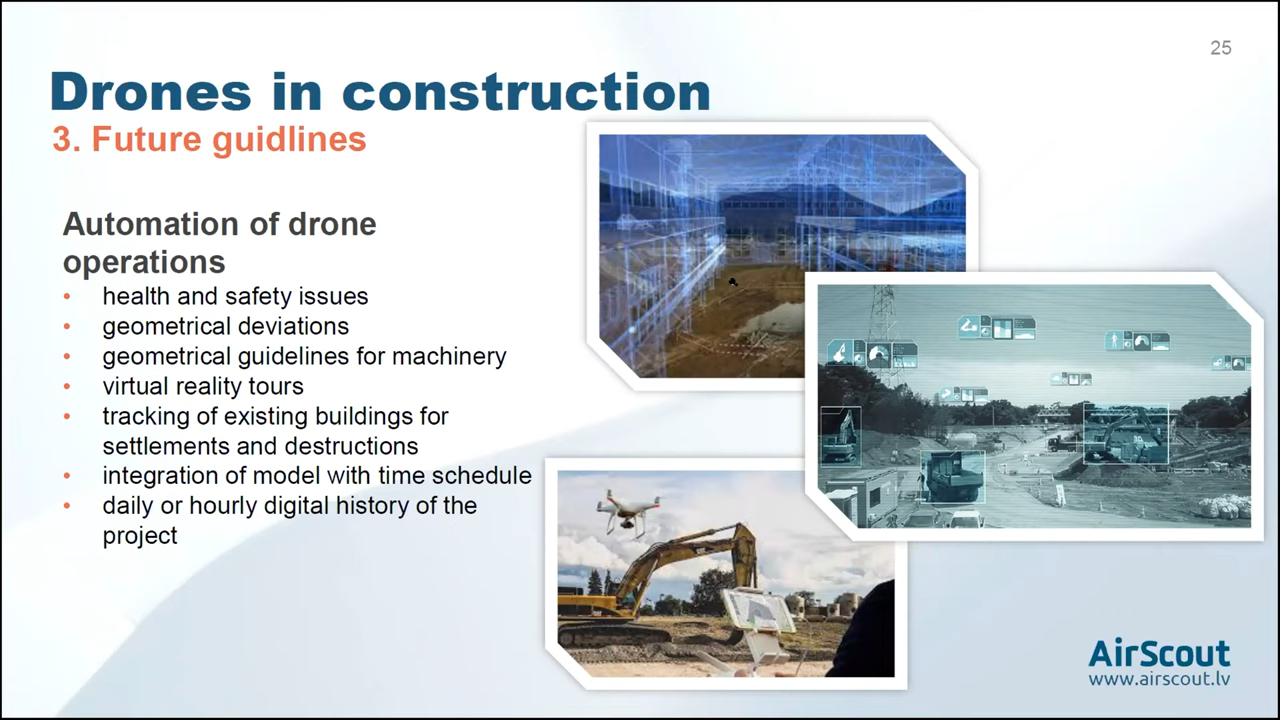 25
Drones in construction
3. Future guidlines
Automation of drone
operations
• health and safety issues
• geometrical deviations
• geometrical guidelines for machinery
• virtual reality tours
• tracking of existing buildings for
settlements and destructions
• integration of model with time schedule
• daily or hourly digital history of the
project
AirScout
www.airscout.lv